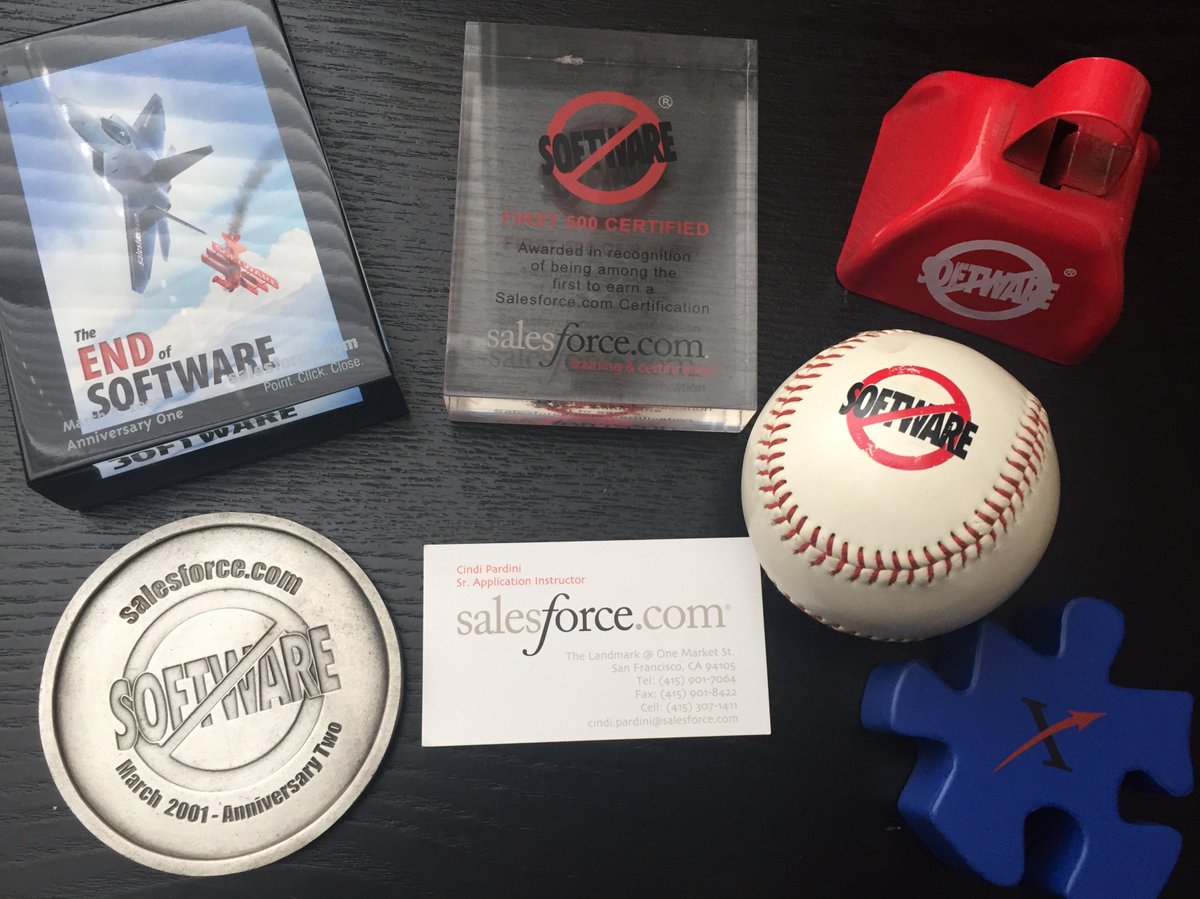 The
END of
SOFTWARE
salesforce.com
Point. Click. Close.
Anniversary One
SOFTWARE
SOFTWARE ®
FIRST 500 CERTIFIED
Awarded in recognition
of being among the
first to earn a
Salesforce.com Certification
salesforce.com
training & certification
SOFTWARE ®
SOFTWARE
salesforce.com
SOFTWARE
March 2001 - Anniversary Two
Cindi Pardini
Sr. Application Instructor
salesforce.com®
The Landmark @ One Market St.
San Francisco, CA 94105
Tel: (415) 901-7064
Fax: (415) 901-8422
Cell: (415) 307-1411
cindi.pardini@salesforce.com
X